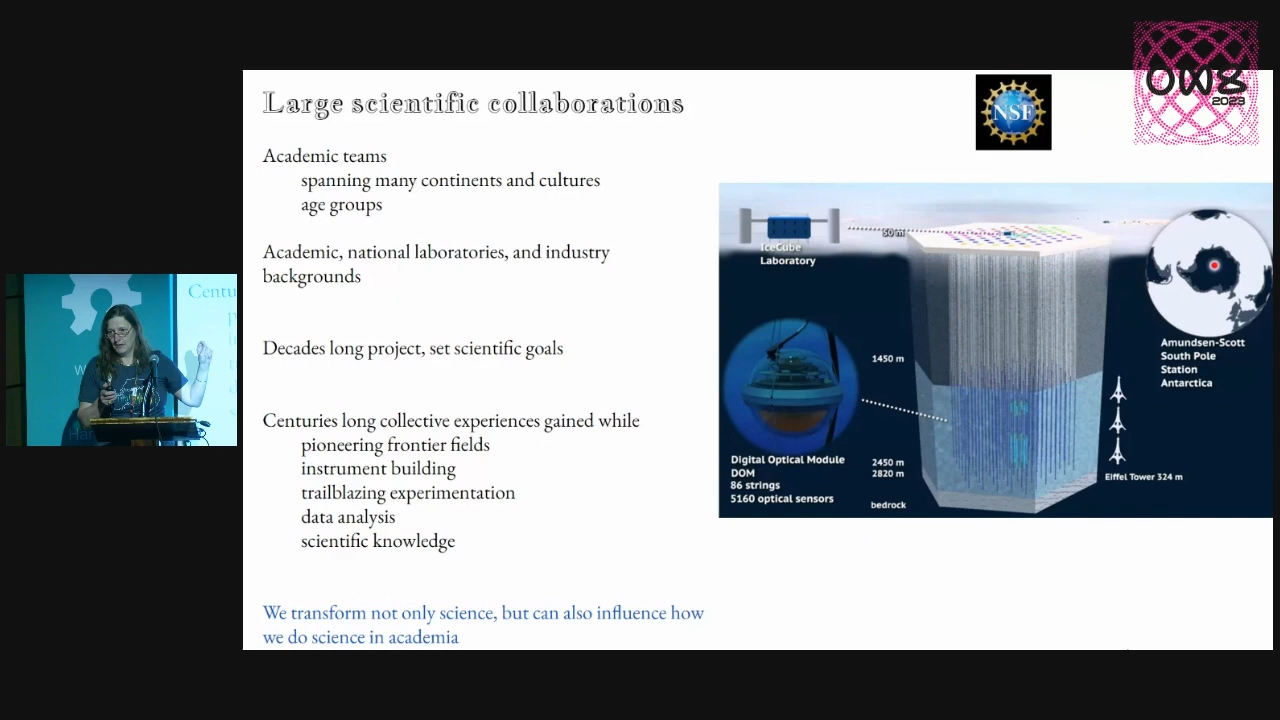 OWS
2023
NSF
Large scientific collaborations
Academic teams
spanning many continents and cultures
age groups
Academic, national laboratories, and industry
backgrounds
Decades long project, set scientific goals
Centuries long collective experiences gained while
pioneering frontier fields
instrument building
trailblazing experimentation
data analysis
scientific knowledge
We transform not only science, but can also influence how
we do science in academia
50 m
IceCube
Laboratory
1450 m
Amundsen-Scott
South Pole
Station
Antarctica
Digital Optical Module
DOM
86 strings
5160 optical sensors
2450 m
2820 m
Eiffel Tower 324 m
bedrock
Centu